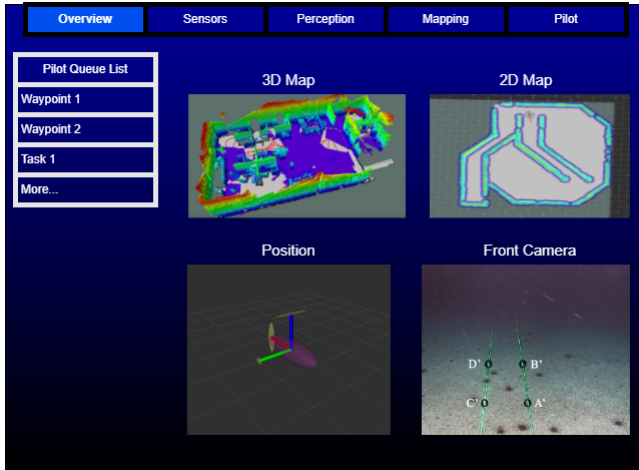 Overview Sensors Perception Mapping Pilot
Pilot Queue List
Waypoint 1
Waypoint 2
Task 1
More...
3D Map 2D Map
Position Front Camera
D' B'
C' A'